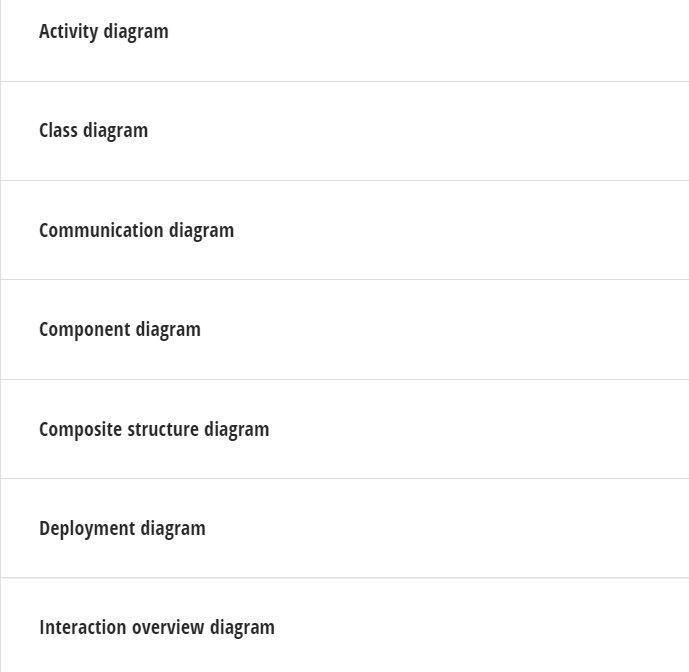 Activity diagram
Class diagram
Communication diagram
Component diagram
Composite structure diagram
Deployment diagram
Interaction overview diagram